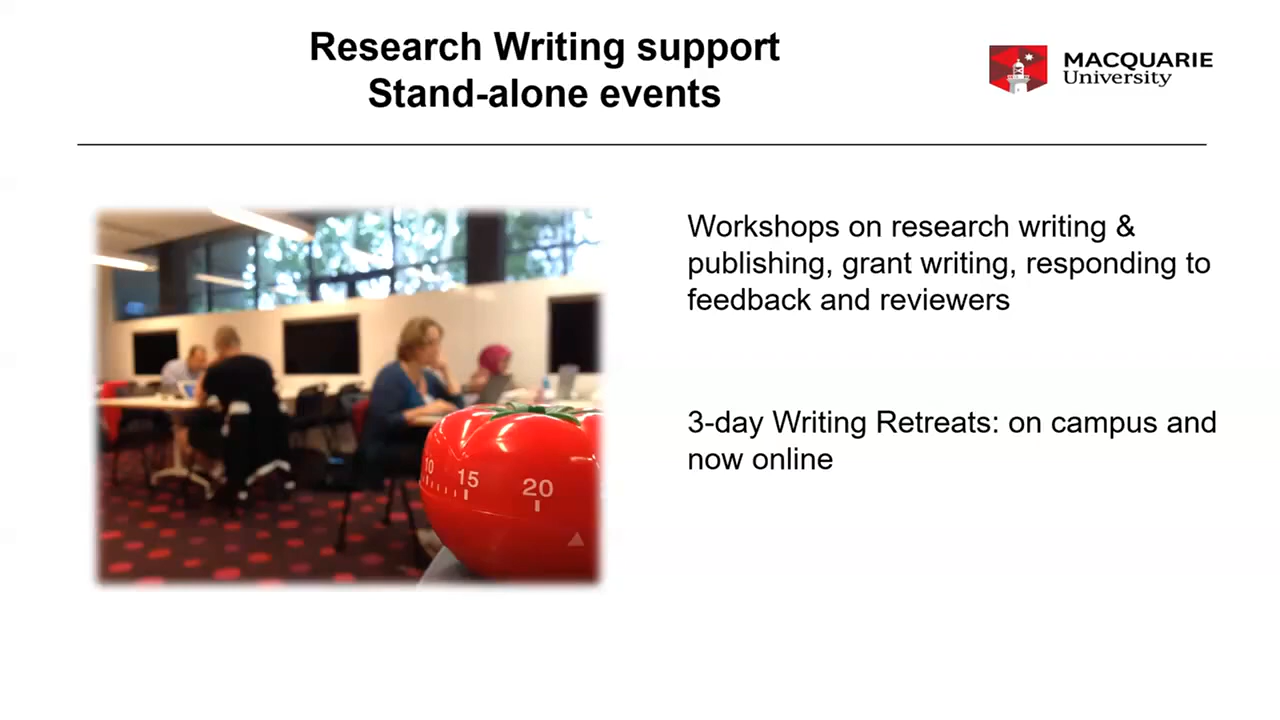 Research Writing support
Stand-alone events
MACQUARIE
University
Workshops on research writing &
publishing, grant writing, responding to
feedback and reviewers
3-day Writing Retreats: on campus and
now online
10
15
20